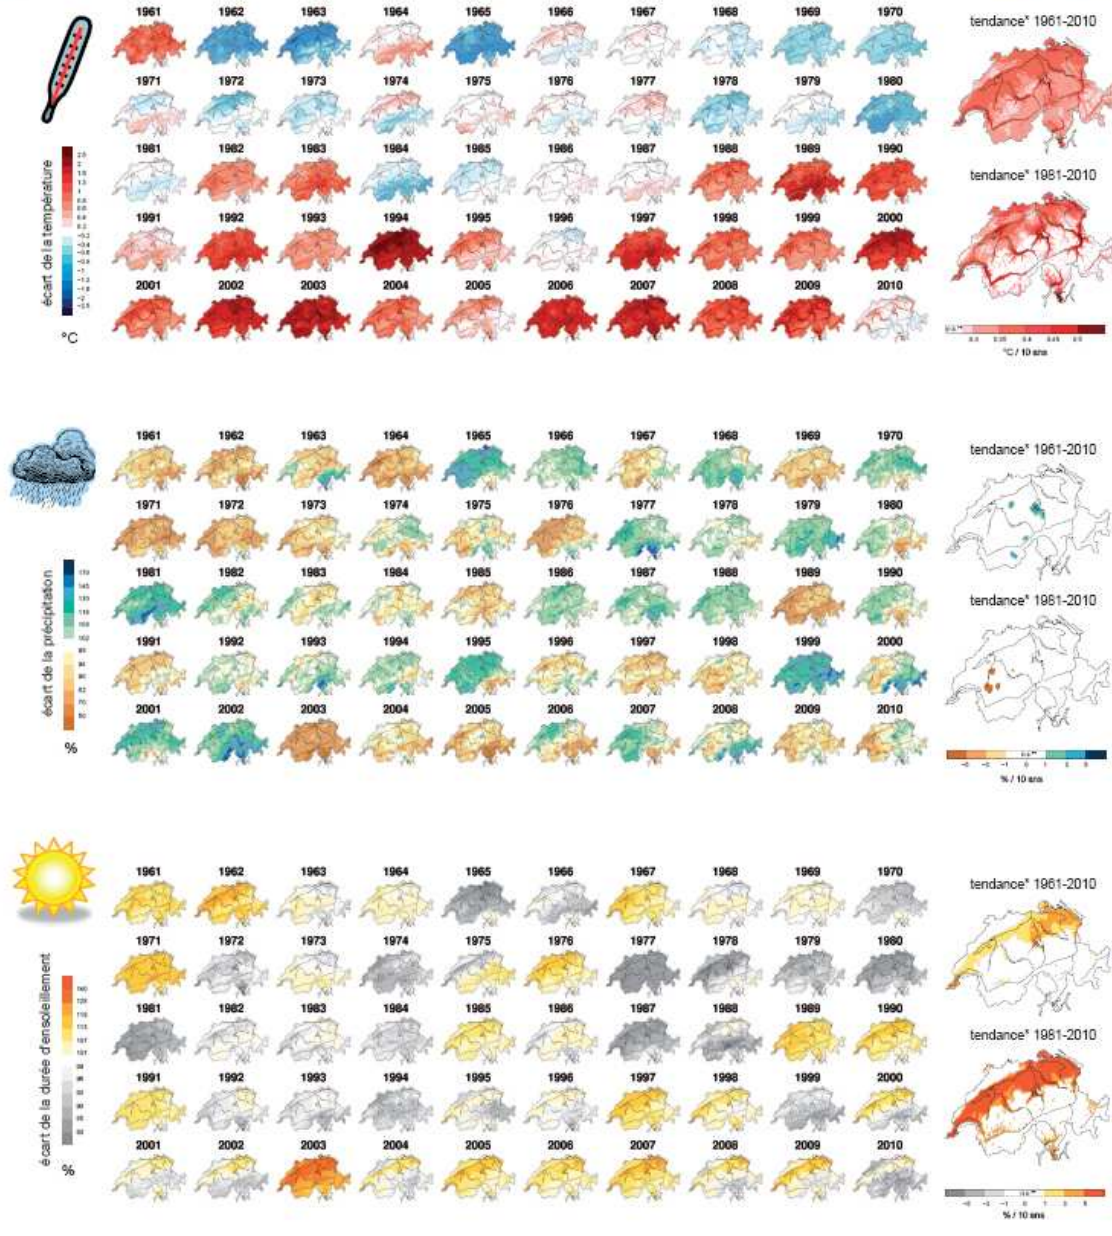 1961 1962 1963 1964 1965 1966 1967 1968 1969 1970
tendance* 1961-2010
1971 1972 1973 1974 1975 1976 1977 1978 1979 1980
1981 1982 1983 1984 1985 1986 1987 1988 1989 1990
tendance* 1981-2010
1991 1992 1993 1994 1995 1996 1997 1998 1999 2000
2001 2002 2003 2004 2005 2006 2007 2008 2009 2010
écart de la température
°C
°C / 10 ans
1961 1962 1963 1964 1965 1966 1967 1968 1969 1970
tendance* 1961-2010
1971 1972 1973 1974 1975 1976 1977 1978 1979 1980
1981 1982 1983 1984 1985 1986 1987 1988 1989 1990
tendance* 1981-2010
1991 1992 1993 1994 1995 1996 1997 1998 1999 2000
2001 2002 2003 2004 2005 2006 2007 2008 2009 2010
écart de la précipitation
%
% / 10 ans
1961 1962 1963 1964 1965 1966 1967 1968 1969 1970
tendance* 1961-2010
1971 1972 1973 1974 1975 1976 1977 1978 1979 1980
1981 1982 1983 1984 1985 1986 1987 1988 1989 1990
tendance* 1981-2010
1991 1992 1993 1994 1995 1996 1997 1998 1999 2000
2001 2002 2003 2004 2005 2006 2007 2008 2009 2010
écart de la durée d'ensoleillement
%
% / 10 ans